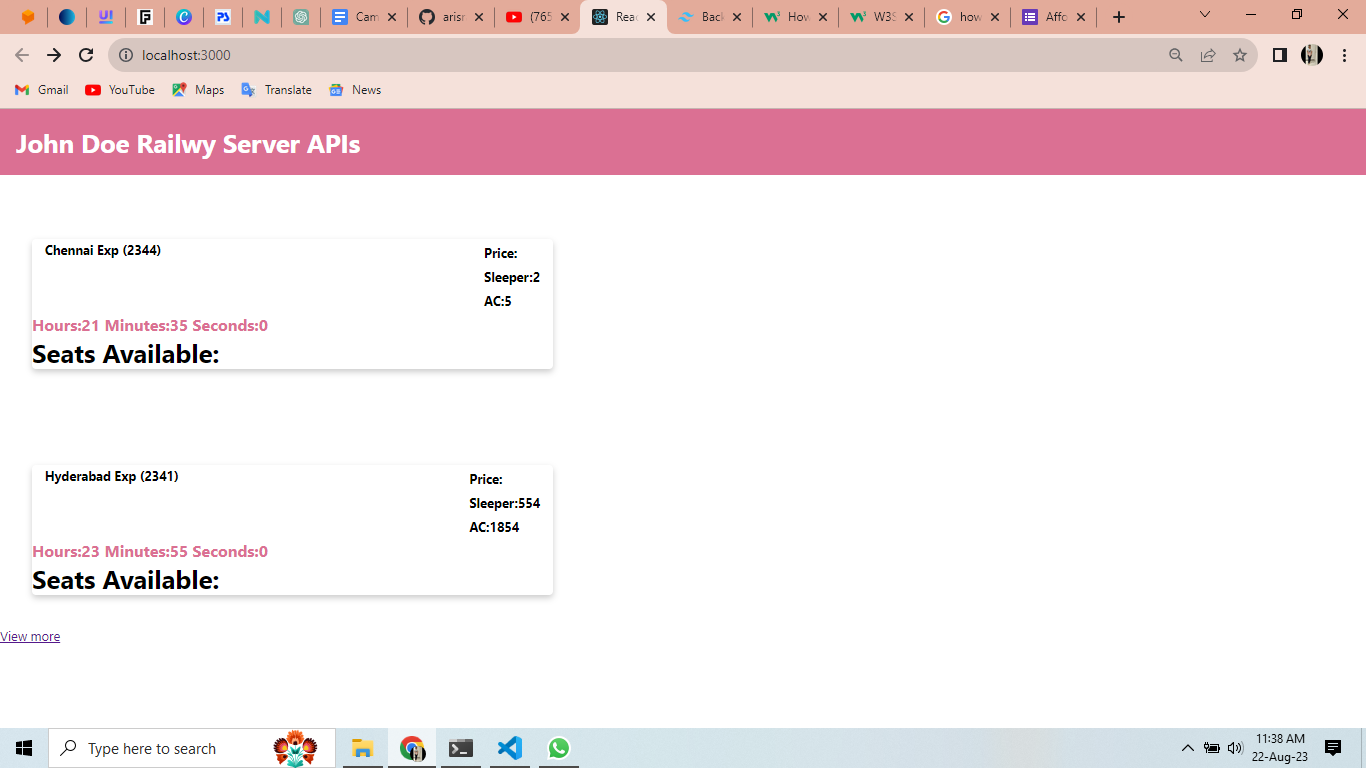 Cam
arisr
(765
Reac
Back
How
W3S
how
Affo
localhost:3000
Gmail YouTube Maps Translate News
John Doe Railwy Server APIs
Chennai Exp (2344)
Price:
Sleeper:2
AC:5
Hours:21 Minutes:35 Seconds:0
Seats Available:
Hyderabad Exp (2341)
Price:
Sleeper:554
AC:1854
Hours:23 Minutes:55 Seconds:0
Seats Available:
View more
Type here to search
11:38 AM
22-Aug-23